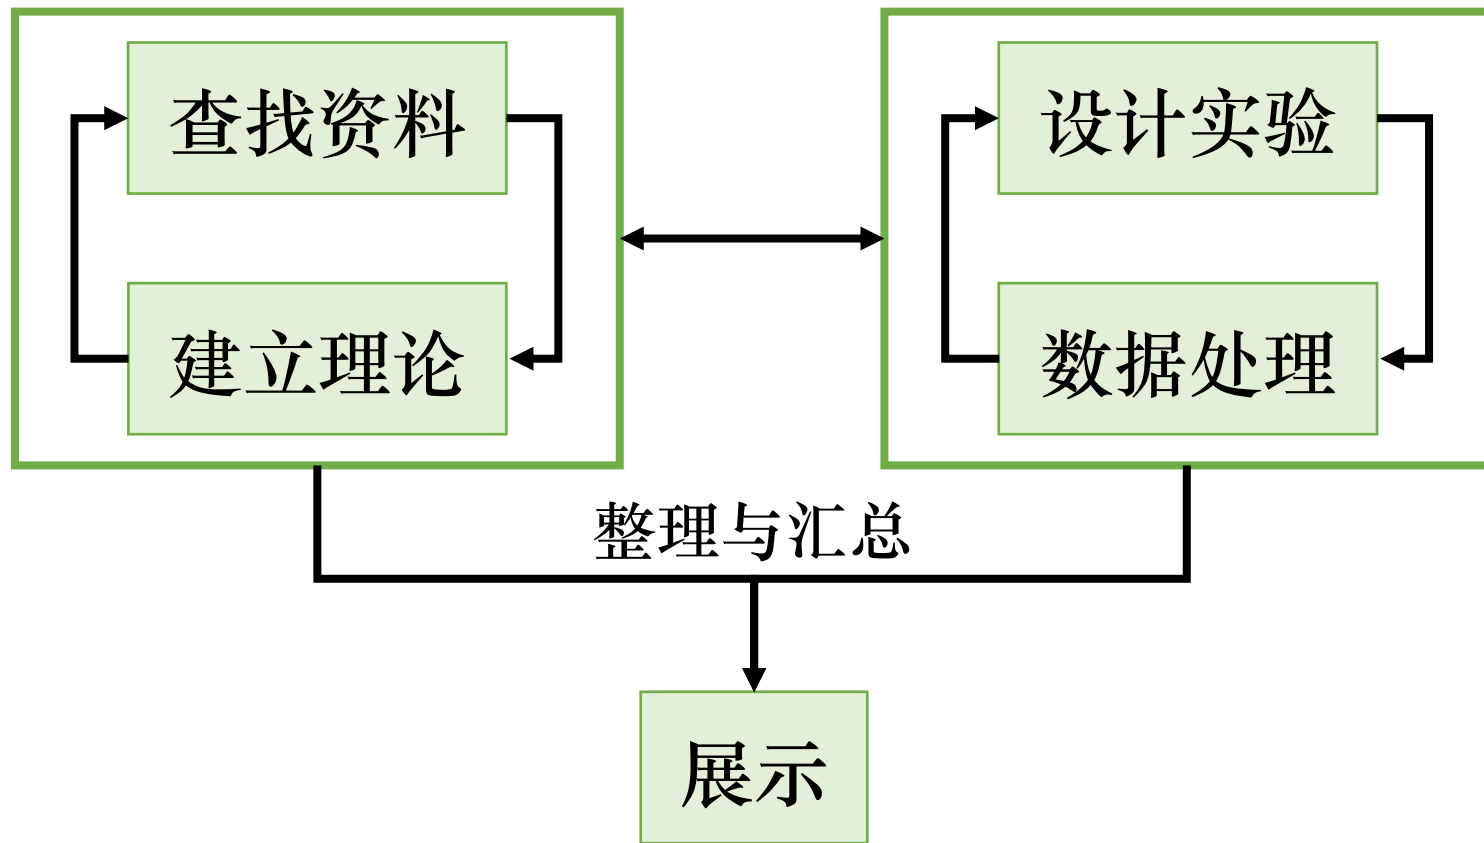 查找资料
设计实验
建立理论
数据处理
整理与汇总
展示